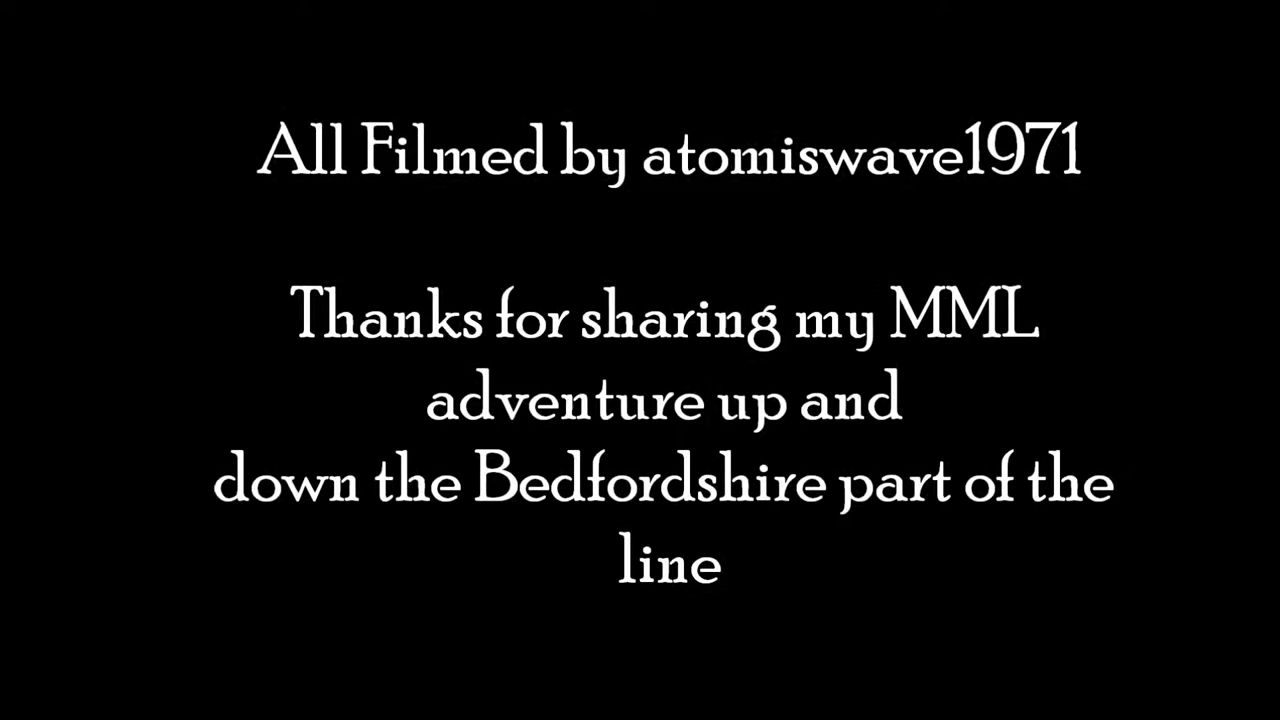 All Filmed by atomiswave1971
Thanks for sharing my MML
adventure up and
down the Bedfordshire part of the
line